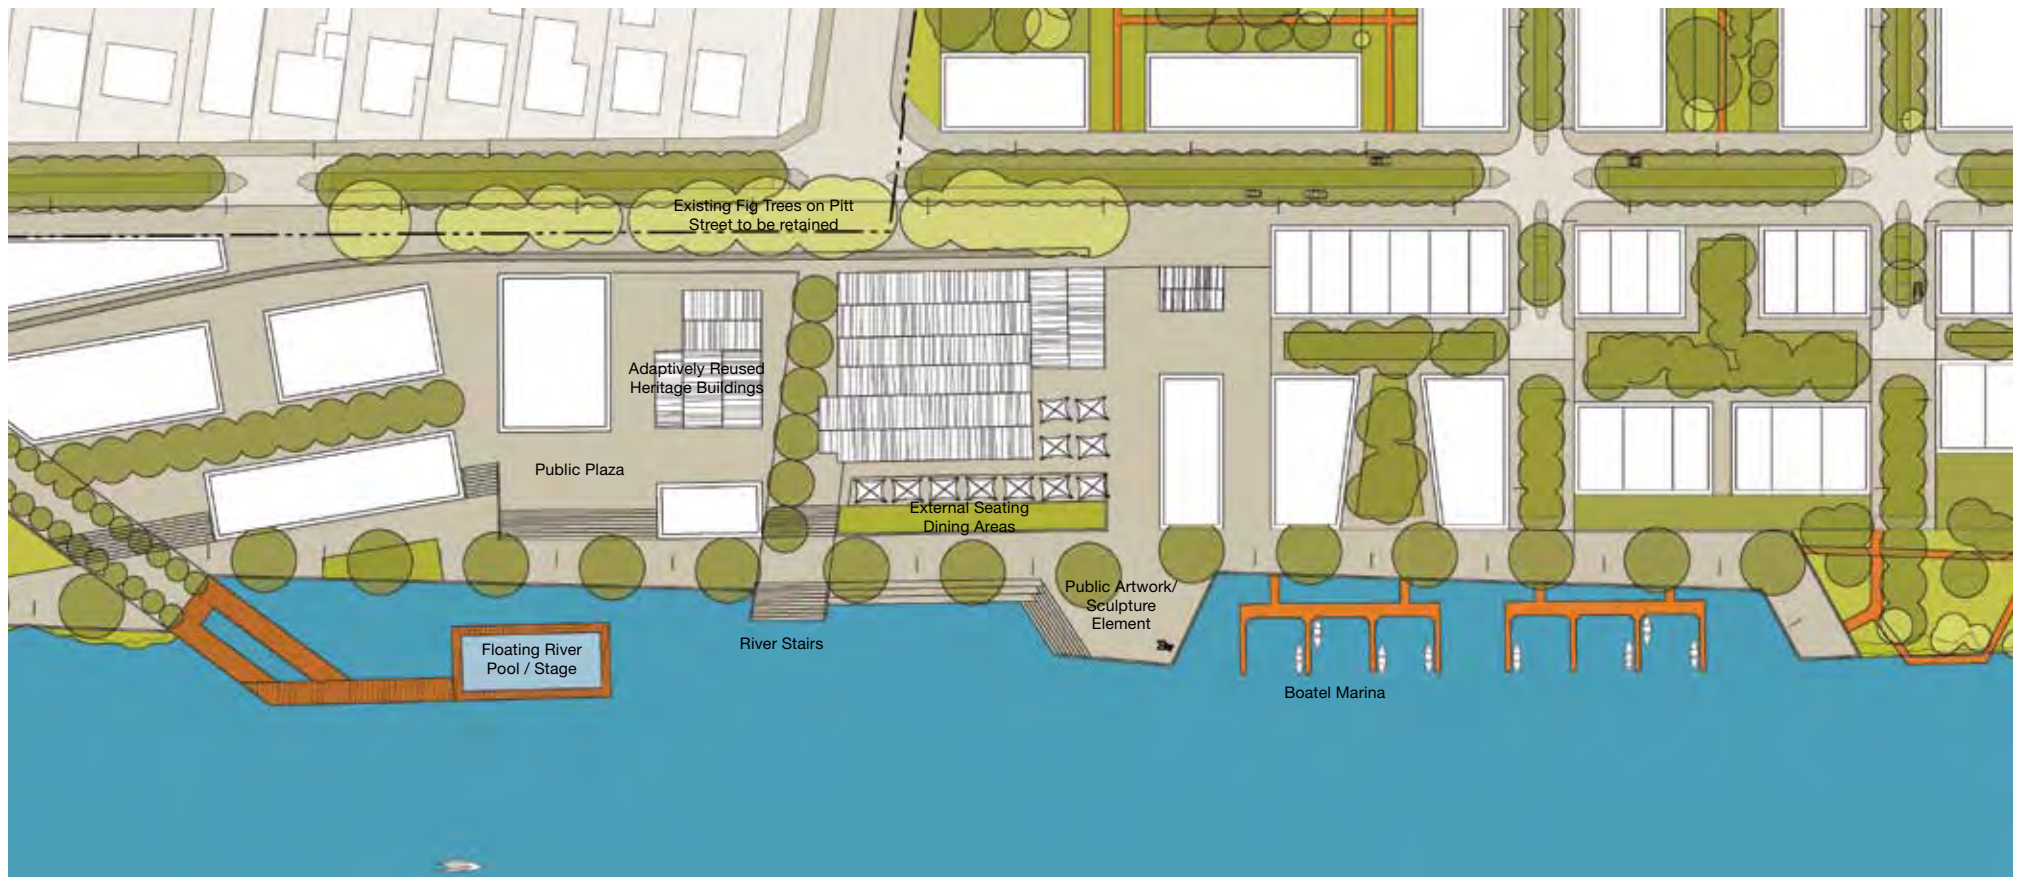 Existing Fig Trees on Pitt
Street to be retained
Adaptively Reused
Heritage Buildings
Public Plaza
External Seating
Dining Areas
Public Artwork/
Sculpture
Element
River Stairs
Floating River
Pool / Stage
Boatel Marina